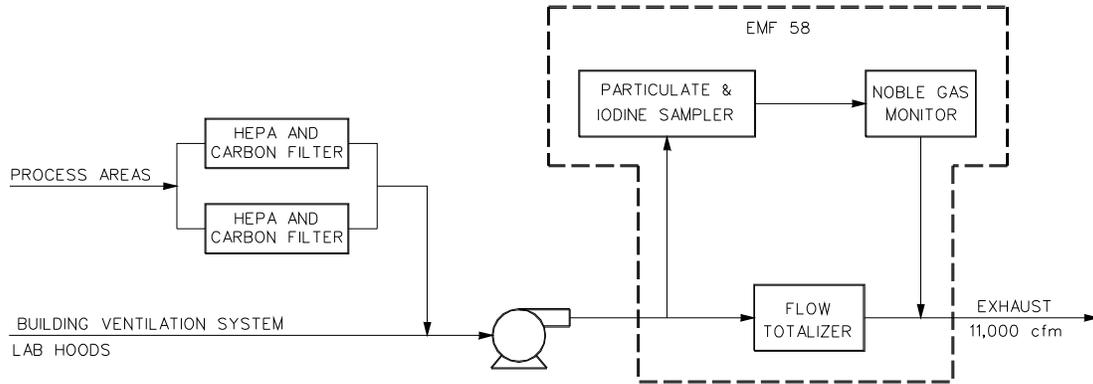 EMF 58
PARTICULATE &
IODINE SAMPLER
NOBLE GAS
MONITOR
HEPA AND
CARBON FILTER
PROCESS AREAS
HEPA AND
CARBON FILTER
BUILDING VENTILATION SYSTEM
LAB HOODS
FLOW
TOTALIZER
EXHAUST
11,000 cfm